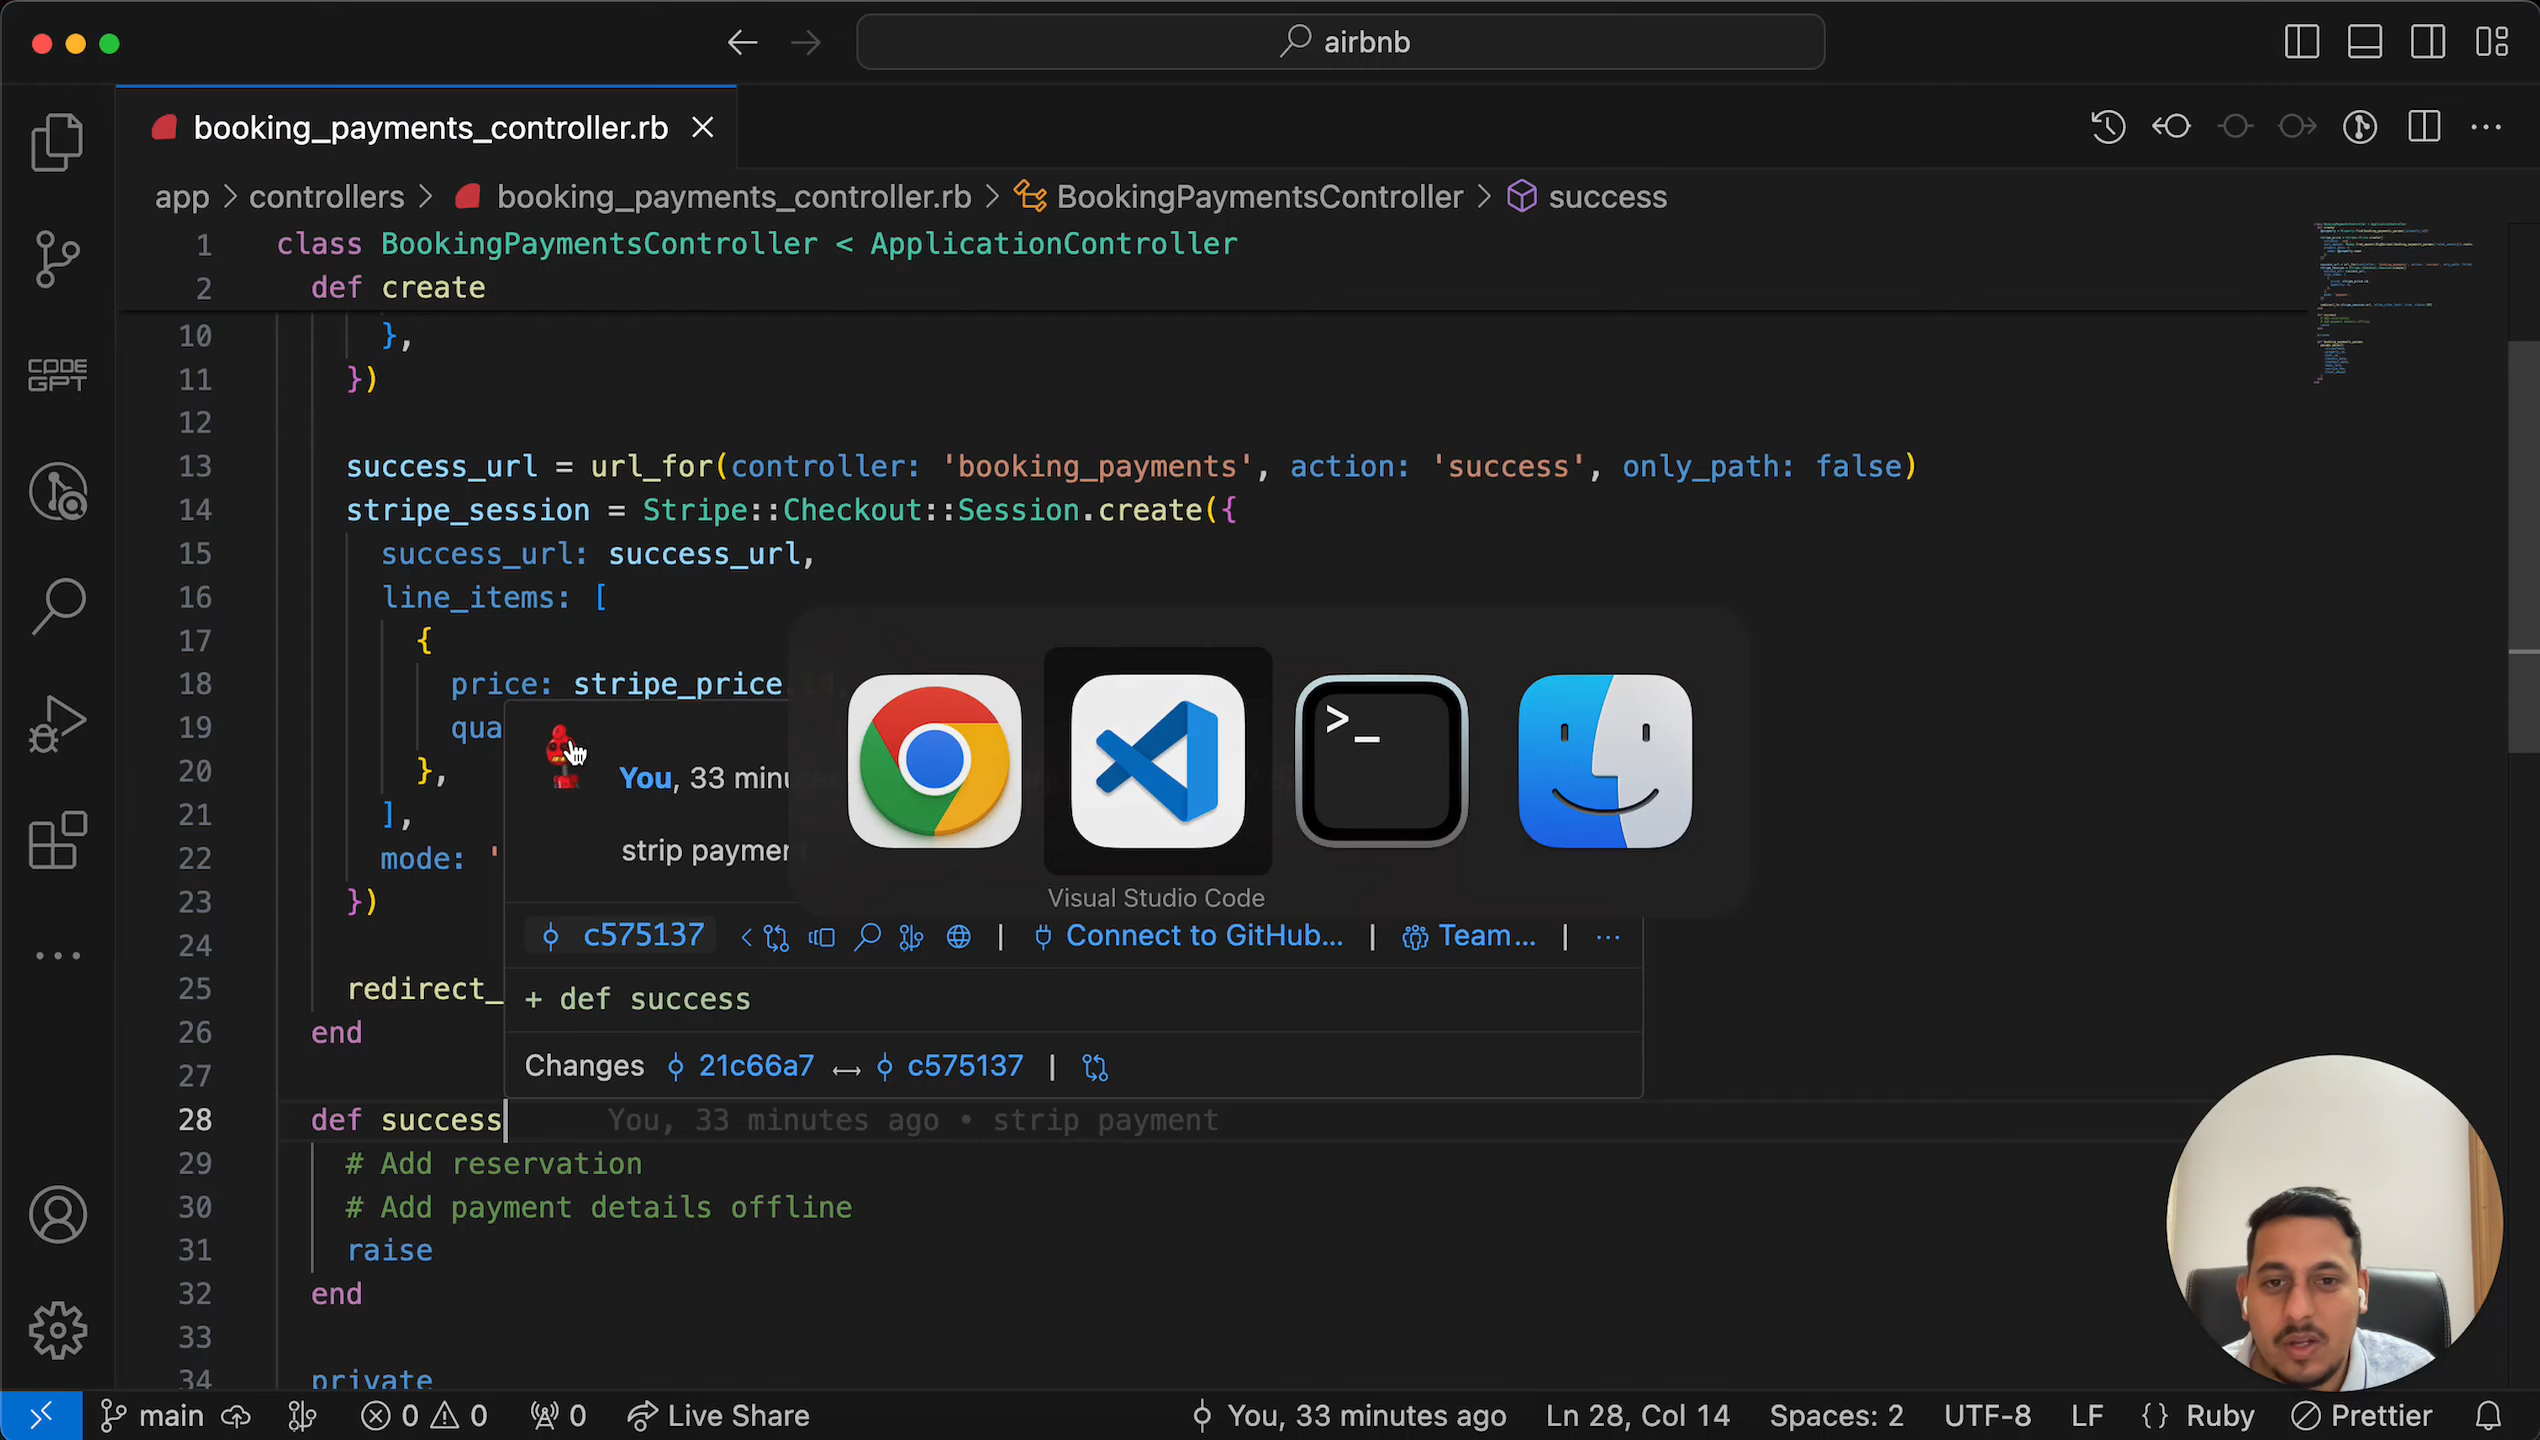 airbnb
booking_payments_controller.rb
app > controllers > booking_payments_controller.rb > BookingPaymentsController > success
1 class BookingPaymentsController < ApplicationController
2 def create
10 },
11 })
12
13 success_url = url_for(controller: 'booking_payments', action: 'success', only_path: false)
14 stripe_session = Stripe::Checkout::Session.create({
15 success_url: success_url,
16 line_items: [
17 {
18 price: stripe_price.id,
19 qua
20 },
21 ],
22 mode: '
23 })
24
25 redirect_
26 end
27
28 def success You, 33 minutes ago • strip payment
29 # Add reservation
30 # Add payment details offline
31 raise
32 end
33
34 private
CODE GPT
You, 33 minu
strip paymen
Visual Studio Code
c575137 | Connect to GitHub... | Team... | ...
+ def success
Changes 21c66a7 ↔ c575137 |
>_
main 0 0 0 Live Share You, 33 minutes ago Ln 28, Col 14 Spaces: 2 UTF-8 LF {} Ruby Prettier